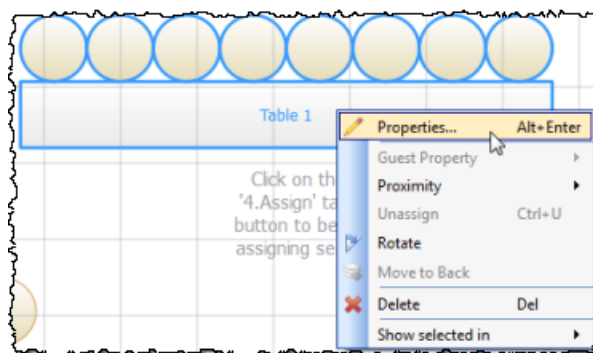 Table 1
Click on the
'4.Assign' ta
button to be
assigning se
Properties... Alt+Enter
Guest Property
Proximity
Unassign Ctrl+U
Rotate
Move to Back
Delete Del
Show selected in